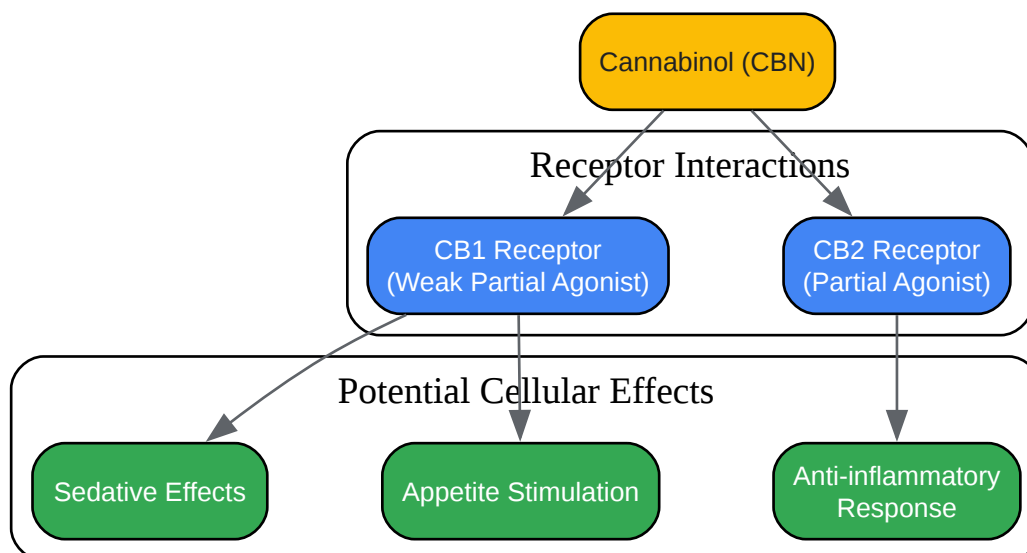 Cannabinol (CBN)
Receptor Interactions
CB1 Receptor
(Weak Partial Agonist)
CB2 Receptor
(Partial Agonist)
Potential Cellular Effects
Sedative Effects
Appetite Stimulation
Anti-inflammatory
Response